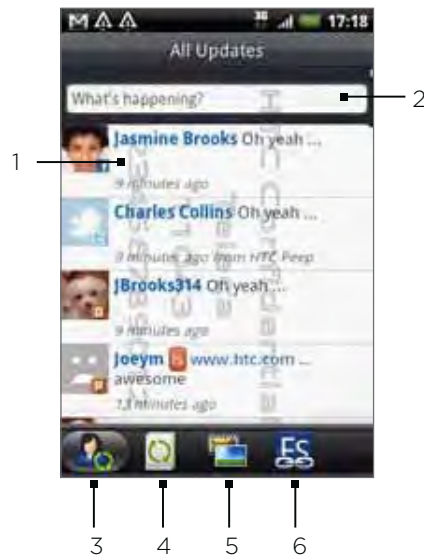 3G 17:18
All Updates
What's happening?
2
Jasmine Brooks Oh yeah ...
1
9 minutes ago
Charles Collins Oh yeah ...
9 minutes ago from HTC Peep
JBrooks314 Oh yeah ...
9 minutes ago
Joeym www.htc.com ...
awesome
13 minutes ago
FS
3 4 5 6